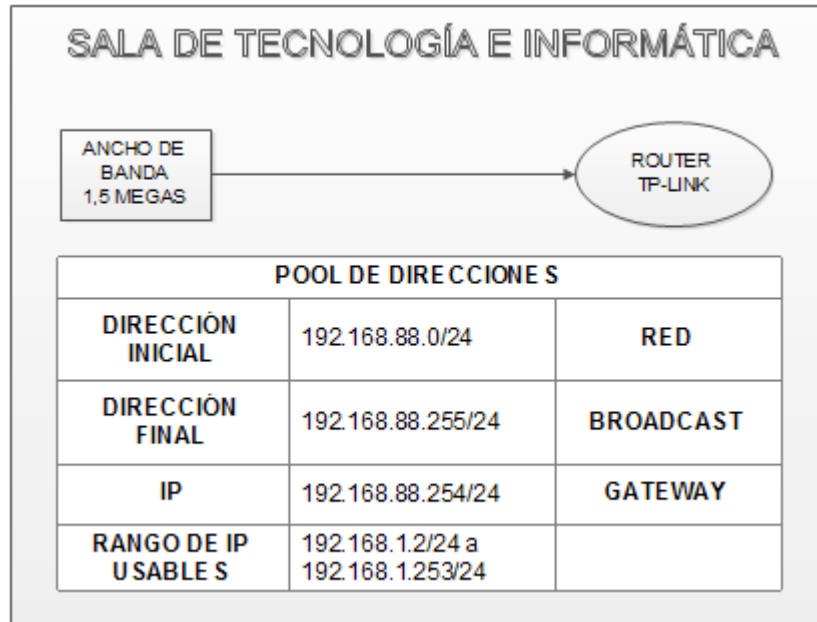 SALA DE TECNOLOGÍA E INFORMÁTICA
ANCHO DE
BANDA
1,5 MEGAS
ROUTER
TP-LINK
POOL DE DIRECCIONES
DIRECCIÓN
INICIAL
192.168.88.0/24
RED
DIRECCIÓN
FINAL
192.168.88.255/24
BROADCAST
IP
192.168.88.254/24
GATEWAY
RANGO DE IP
USABLES
192.168.1.2/24 a
192.168.1.253/24